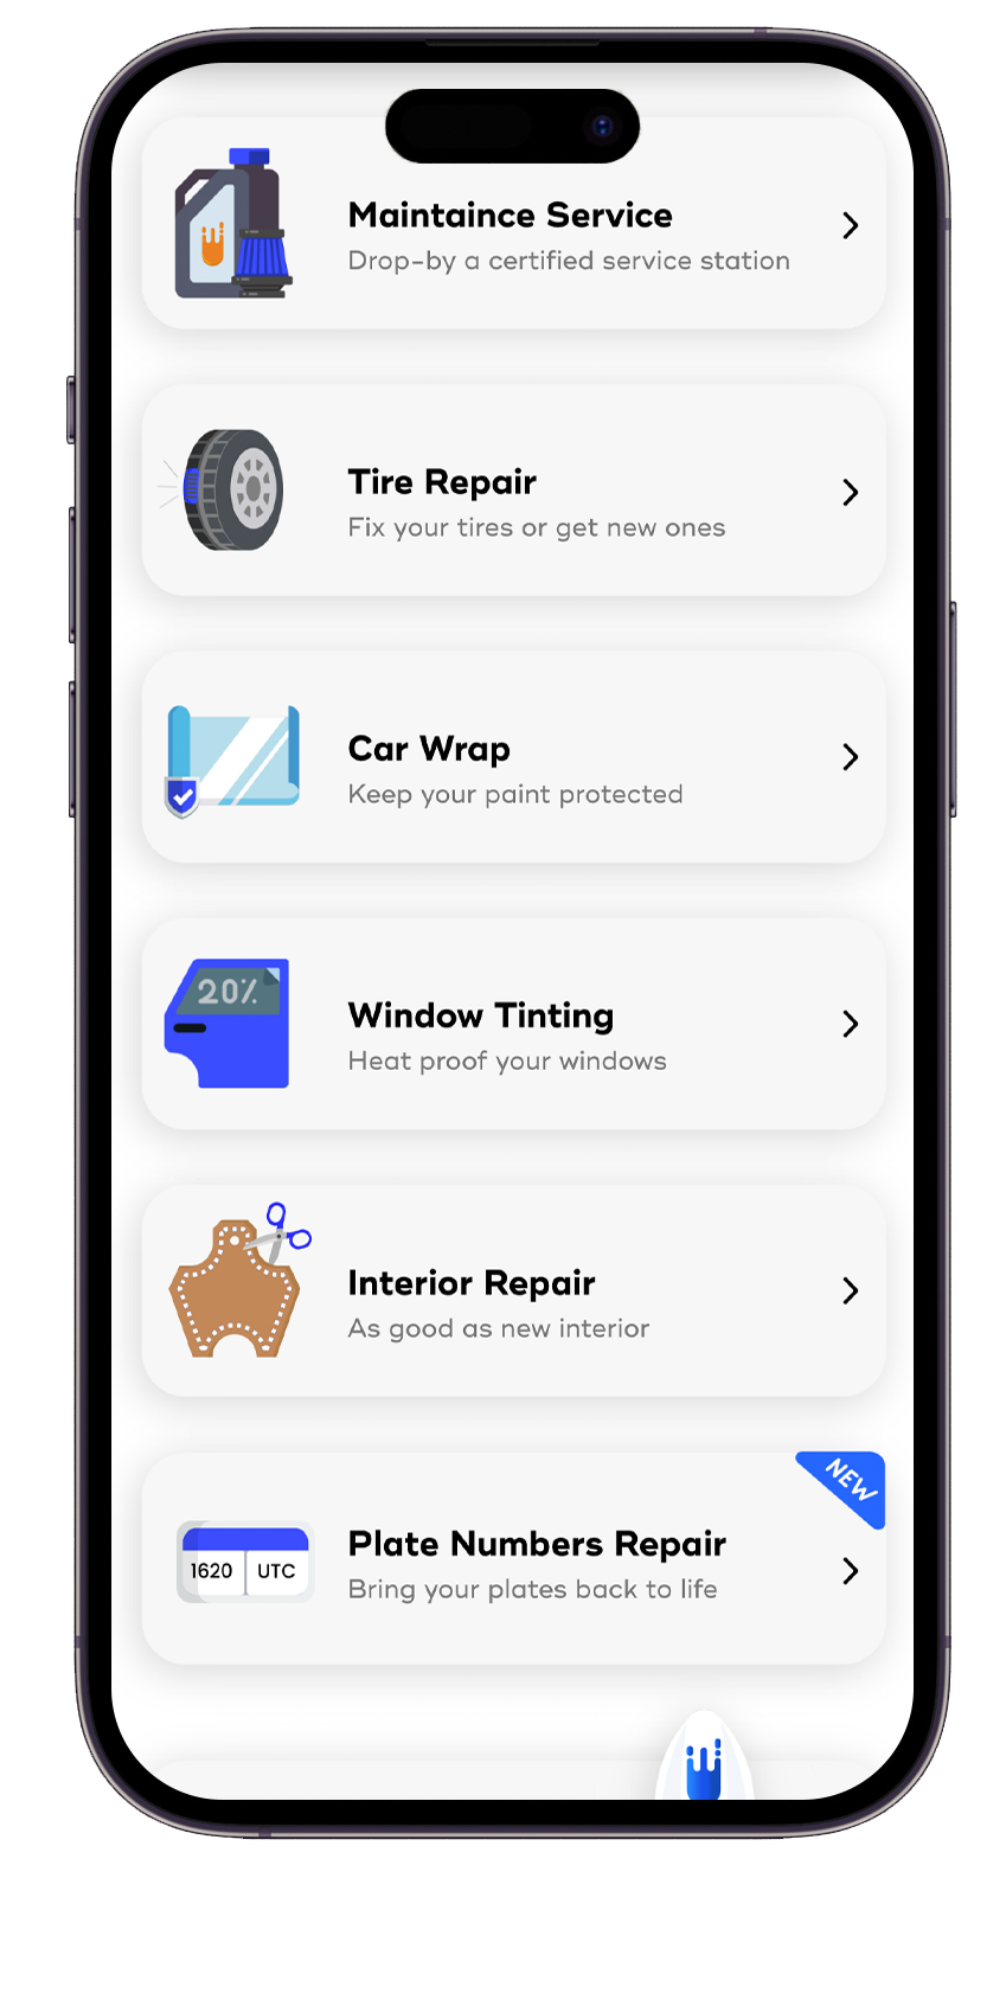 Maintaince Service
Drop-by a certified service station
Tire Repair
Fix your tires or get new ones
Car Wrap
Keep your paint protected
20%
Window Tinting
Heat proof your windows
Interior Repair
As good as new interior
NEW
Plate Numbers Repair
1620 UTC
Bring your plates back to life